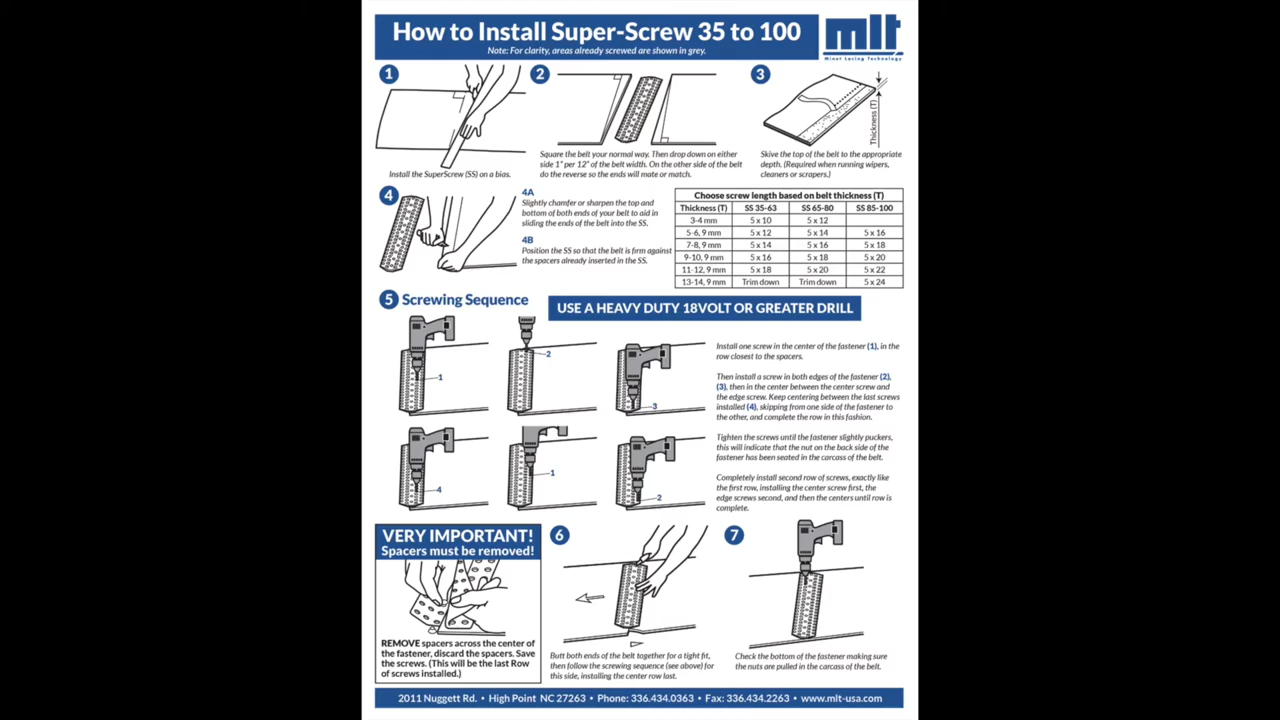 How to Install Super-Screw 35 to 100
Note: For clarity, areas already screwed are shown in grey.
mlt
Minet Lacing Technology
1
Install the SuperScrew (SS) on a bias.
2
Square the belt your normal way. Then drop down on either
side 1" per 12" of the belt width. On the other side of the belt
do the reverse so the ends will mate or match.
3
Thickness (T)
Skive the top of the belt to the appropriate
depth. (Required when running wipers,
cleaners or scrapers.)
4
4A
Slightly chamfer or sharpen the top and
bottom of both ends of your belt to aid in
sliding the ends of the belt into the SS.
4B
Position the SS so that the belt is firm against
the spacers already inserted in the SS.
Choose screw length based on belt thickness (T)
Thickness (T) SS 35-63 SS 65-80 SS 85-100
3-4 mm 5 x 10 5 x 12
5-6, 9 mm 5 x 12 5 x 14 5 x 16
7-8, 9 mm 5 x 14 5 x 16 5 x 18
9-10, 9 mm 5 x 16 5 x 18 5 x 20
11-12, 9 mm 5 x 18 5 x 20 5 x 22
13-14, 9 mm Trim down Trim down 5 x 24
5 Screwing Sequence
USE A HEAVY DUTY 18VOLT OR GREATER DRILL
1
2
3
4
1
2
Install one screw in the center of the fastener (1), in the
row closest to the spacers.
Then install a screw in both edges of the fastener (2),
(3), then in the center between the center screw and
the edge screw. Keep centering between the last screws
installed (4), skipping from one side of the fastener to
the other, and complete the row in this fashion.
Tighten the screws until the fastener slightly puckers,
this will indicate that the nut on the back side of the
fastener has been seated in the carcass of the belt.
Completely install second row of screws, exactly like
the first row, installing the center screw first, the
edge screws second, and then the centers until row is
complete.
VERY IMPORTANT!
Spacers must be removed!
REMOVE spacers across the center of
the fastener, discard the spacers. Save
the screws. (This will be the last Row
of screws installed.)
6
Butt both ends of the belt together for a tight fit,
then follow the screwing sequence (see above) for
this side, installing the center row last.
7
Check the bottom of the fastener making sure
the nuts are pulled in the carcass of the belt.
2011 Nuggett Rd. • High Point NC 27263 • Phone: 336.434.0363 • Fax: 336.434.2263 • www.mlt-usa.com